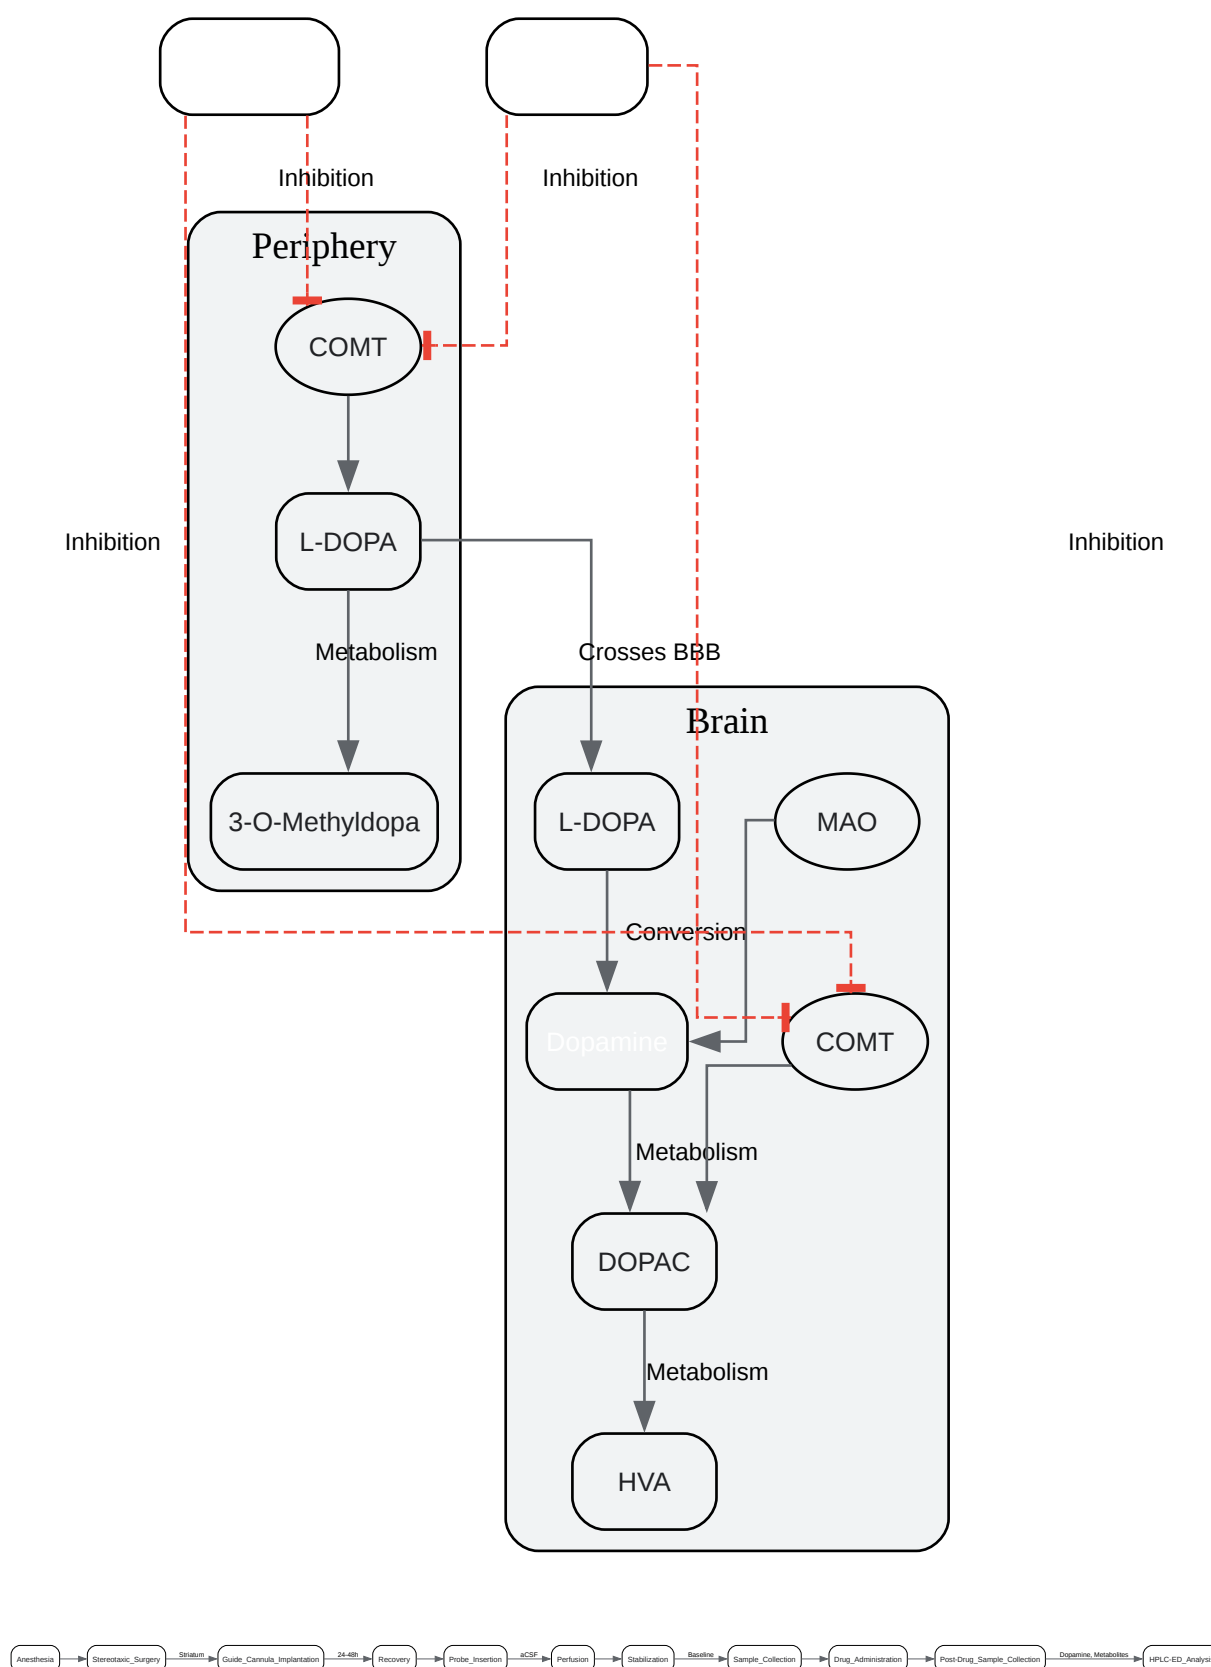 Inhibition
Inhibition
Periphery
COMT
L-DOPA
Inhibition
Inhibition
Metabolism
Crosses BBB
Brain
3-O-Methyldopa
L-DOPA
MAO
Conversion
Dopamine
COMT
Metabolism
DOPAC
Metabolism
HVA
Anesthesia
Stereotaxic_Surgery
Striatum
Guide_Cannula_Implantation
24-48h
Recovery
Probe_Insertion
aCSF
Perfusion
Stabilization
Baseline
Sample_Collection
Drug_Administration
Post-Drug_Sample_Collection
Dopamine, Metabolites
HPLC-ED_Analysis